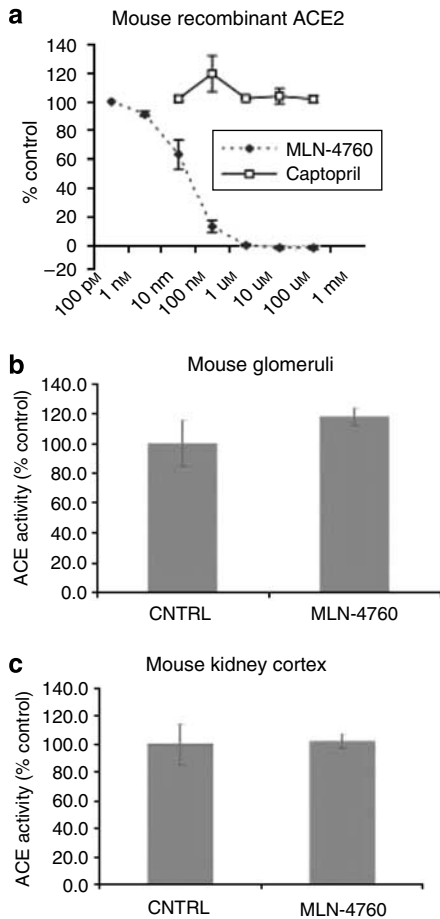 a
Mouse recombinant ACE2
140
120
100
80
60
40
20
0
−20
% control
MLN-4760
Captopril
100 pM
1 nM
10 nm
100 nM
1 uM
10 uM
100 uM
1 mM
b
Mouse glomeruli
140.0
120.0
100.0
80.0
60.0
40.0
20.0
0.0
ACE activity (% control)
CNTRL
MLN-4760
c
Mouse kidney cortex
140.0
120.0
100.0
80.0
60.0
40.0
20.0
0.0
ACE activity (% control)
CNTRL
MLN-4760